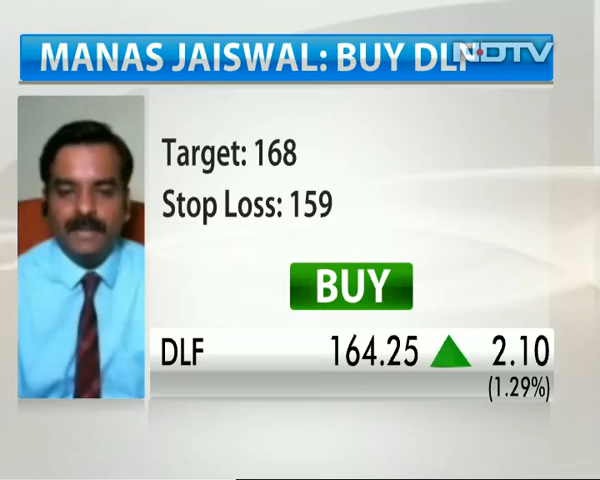 MANAS JAISWAL: BUY DLF
NDTV
Target: 168
Stop Loss: 159
BUY
DLF 164.25 2.10
(1.29%)